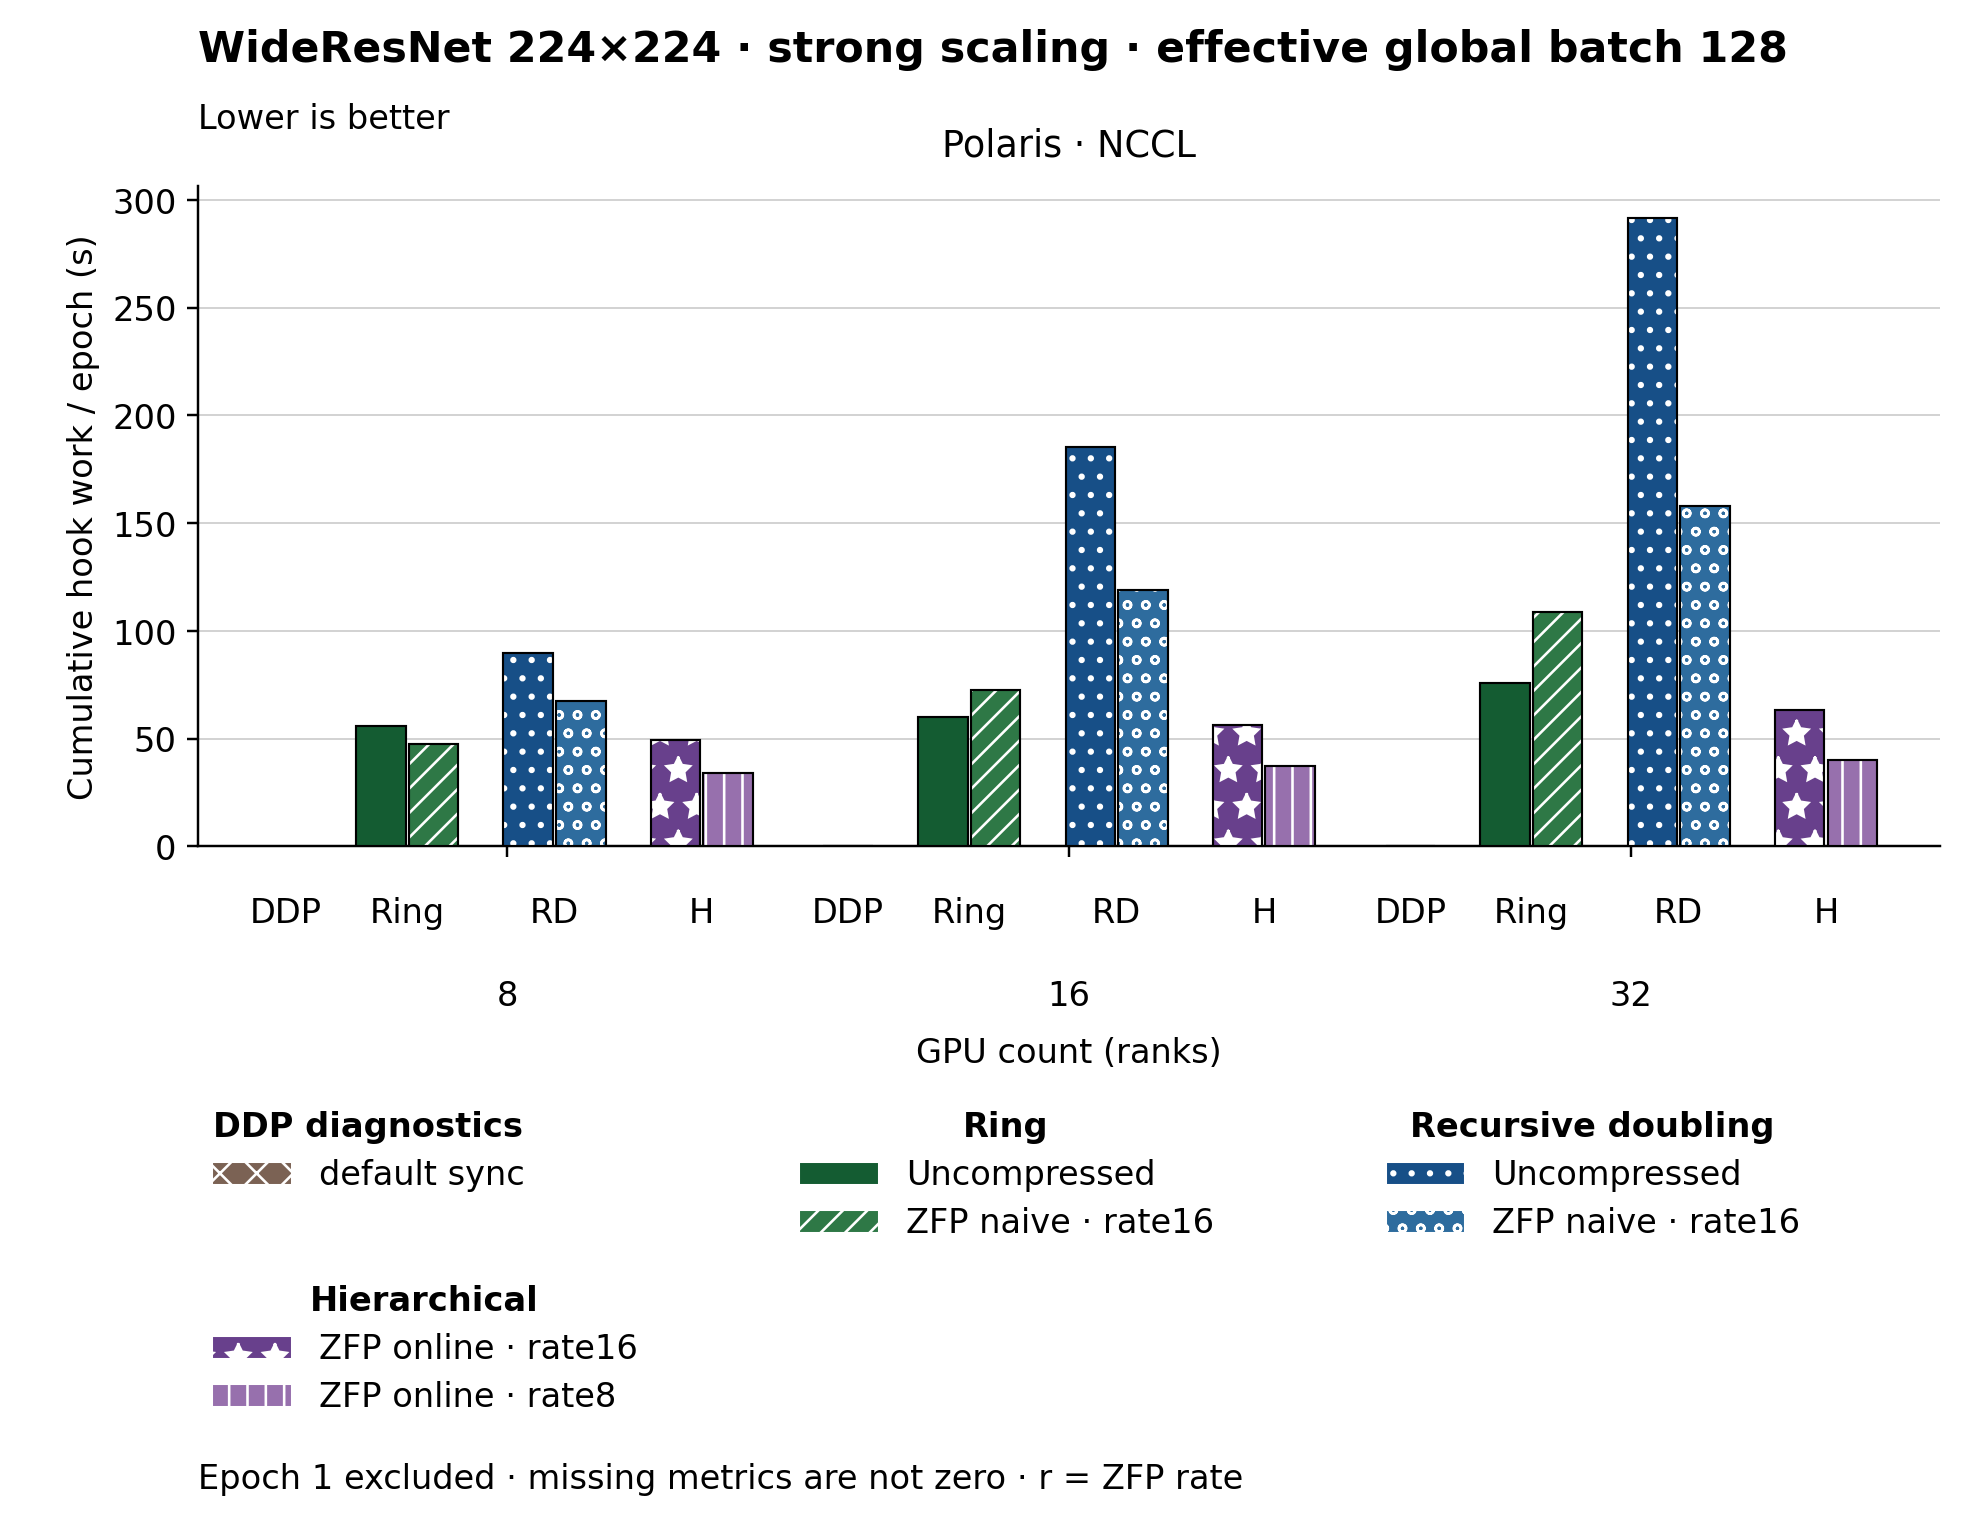 WideResNet 224×224 · strong scaling · effective global batch 128
Lower is better
Polaris · NCCL
Cumulative hook work / epoch (s)
300
250
200
150
100
50
0
DDP Ring RD H DDP Ring RD H DDP Ring RD H
8 16 32
GPU count (ranks)
DDP diagnostics
default sync
Ring
Uncompressed
ZFP naive · rate16
Recursive doubling
Uncompressed
ZFP naive · rate16
Hierarchical
ZFP online · rate16
ZFP online · rate8
Epoch 1 excluded · missing metrics are not zero · r = ZFP rate